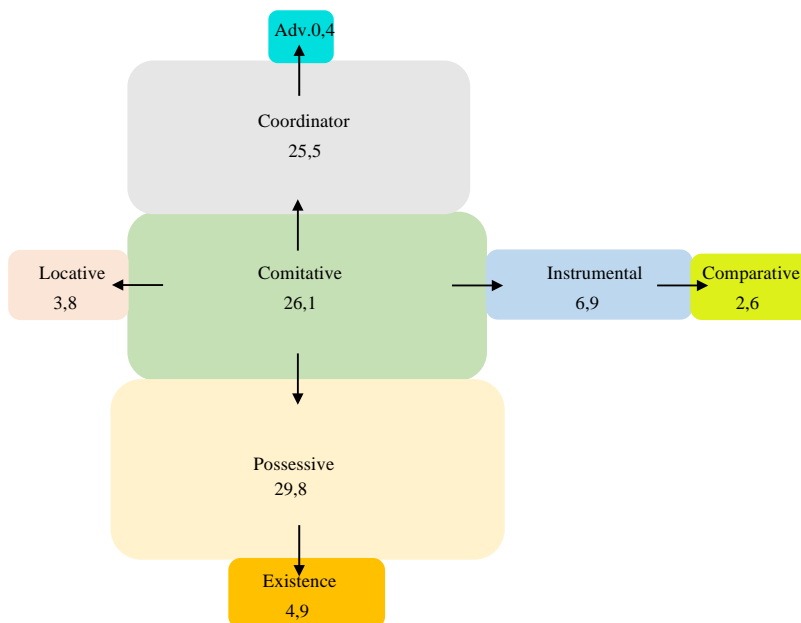 Adv.0,4
Coordinator
25,5
Locative
3,8
Comitative
26,1
Instrumental
6,9
Comparative
2,6
Possessive
29,8
Existence
4,9